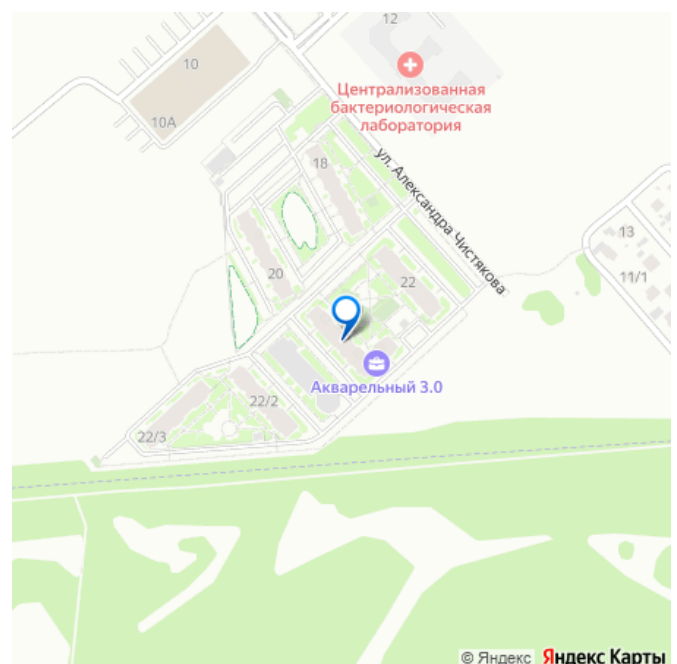 12
10
Централизованная
бактериологическая
лаборатория
10А
18
ул. Александра Чистякова
13
11/1
20
22
Акварельный 3.0
22/2
22/3
© Яндекс Яндекс Карты